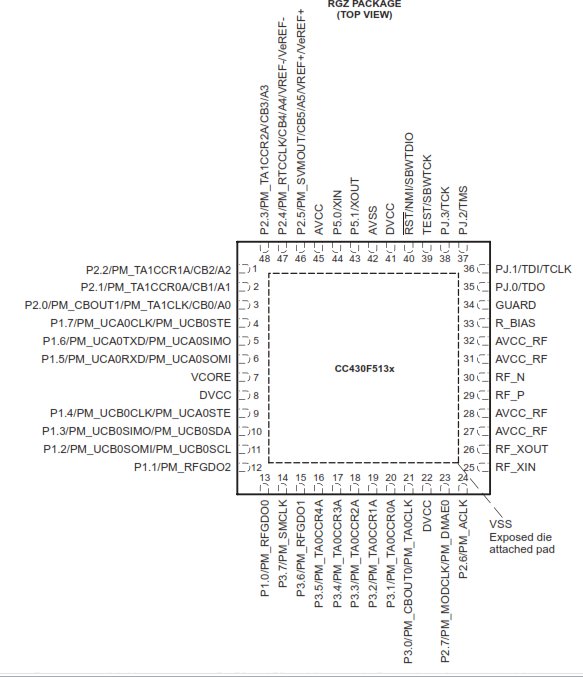 RGZ PACKAGE
(TOP VIEW)
P2.3/PM_TA1CCR2A/CB3/A3
P2.4/PM_RTCCLK/CB4/A4/VREF-/VeREF-
P2.5/PM_SVMOUT/CB5/A5/VREF+/VeREF+
AVCC
P5.0/XIN
P5.1/XOUT
AVSS
DVCC
RST/NMI/SBWTDIO
TEST/SBWTCK
PJ.3/TCK
PJ.2/TMS
48 47 46 45 44 43 42 41 40 39 38 37
P2.2/PM_TA1CCR1A/CB2/A2 1
P2.1/PM_TA1CCR0A/CB1/A1 2
P2.0/PM_CBOUT1/PM_TA1CLK/CB0/A0 3
P1.7/PM_UCA0CLK/PM_UCB0STE 4
P1.6/PM_UCA0TXD/PM_UCA0SIMO 5
P1.5/PM_UCA0RXD/PM_UCA0SOMI 6
VCORE 7
DVCC 8
P1.4/PM_UCB0CLK/PM_UCA0STE 9
P1.3/PM_UCB0SIMO/PM_UCB0SDA 10
P1.2/PM_UCB0SOMI/PM_UCB0SCL 11
P1.1/PM_RFGDO2 12
CC430F513x
36 PJ.1/TDI/TCLK
35 PJ.0/TDO
34 GUARD
33 R_BIAS
32 AVCC_RF
31 AVCC_RF
30 RF_N
29 RF_P
28 AVCC_RF
27 AVCC_RF
26 RF_XOUT
25 RF_XIN
13 14 15 16 17 18 19 20 21 22 23 24
P1.0/PM_RFGDO0
P3.7/PM_SMCLK
P3.6/PM_RFGDO1
P3.5/PM_TA0CCR4A
P3.4/PM_TA0CCR3A
P3.3/PM_TA0CCR2A
P3.2/PM_TA0CCR1A
P3.1/PM_TA0CCR0A
P3.0/PM_CBOUT0/PM_TA0CLK
DVCC
P2.7/PM_MODCLK/PM_DMAE0
P2.6/PM_ACLK
VSS
Exposed die
attached pad